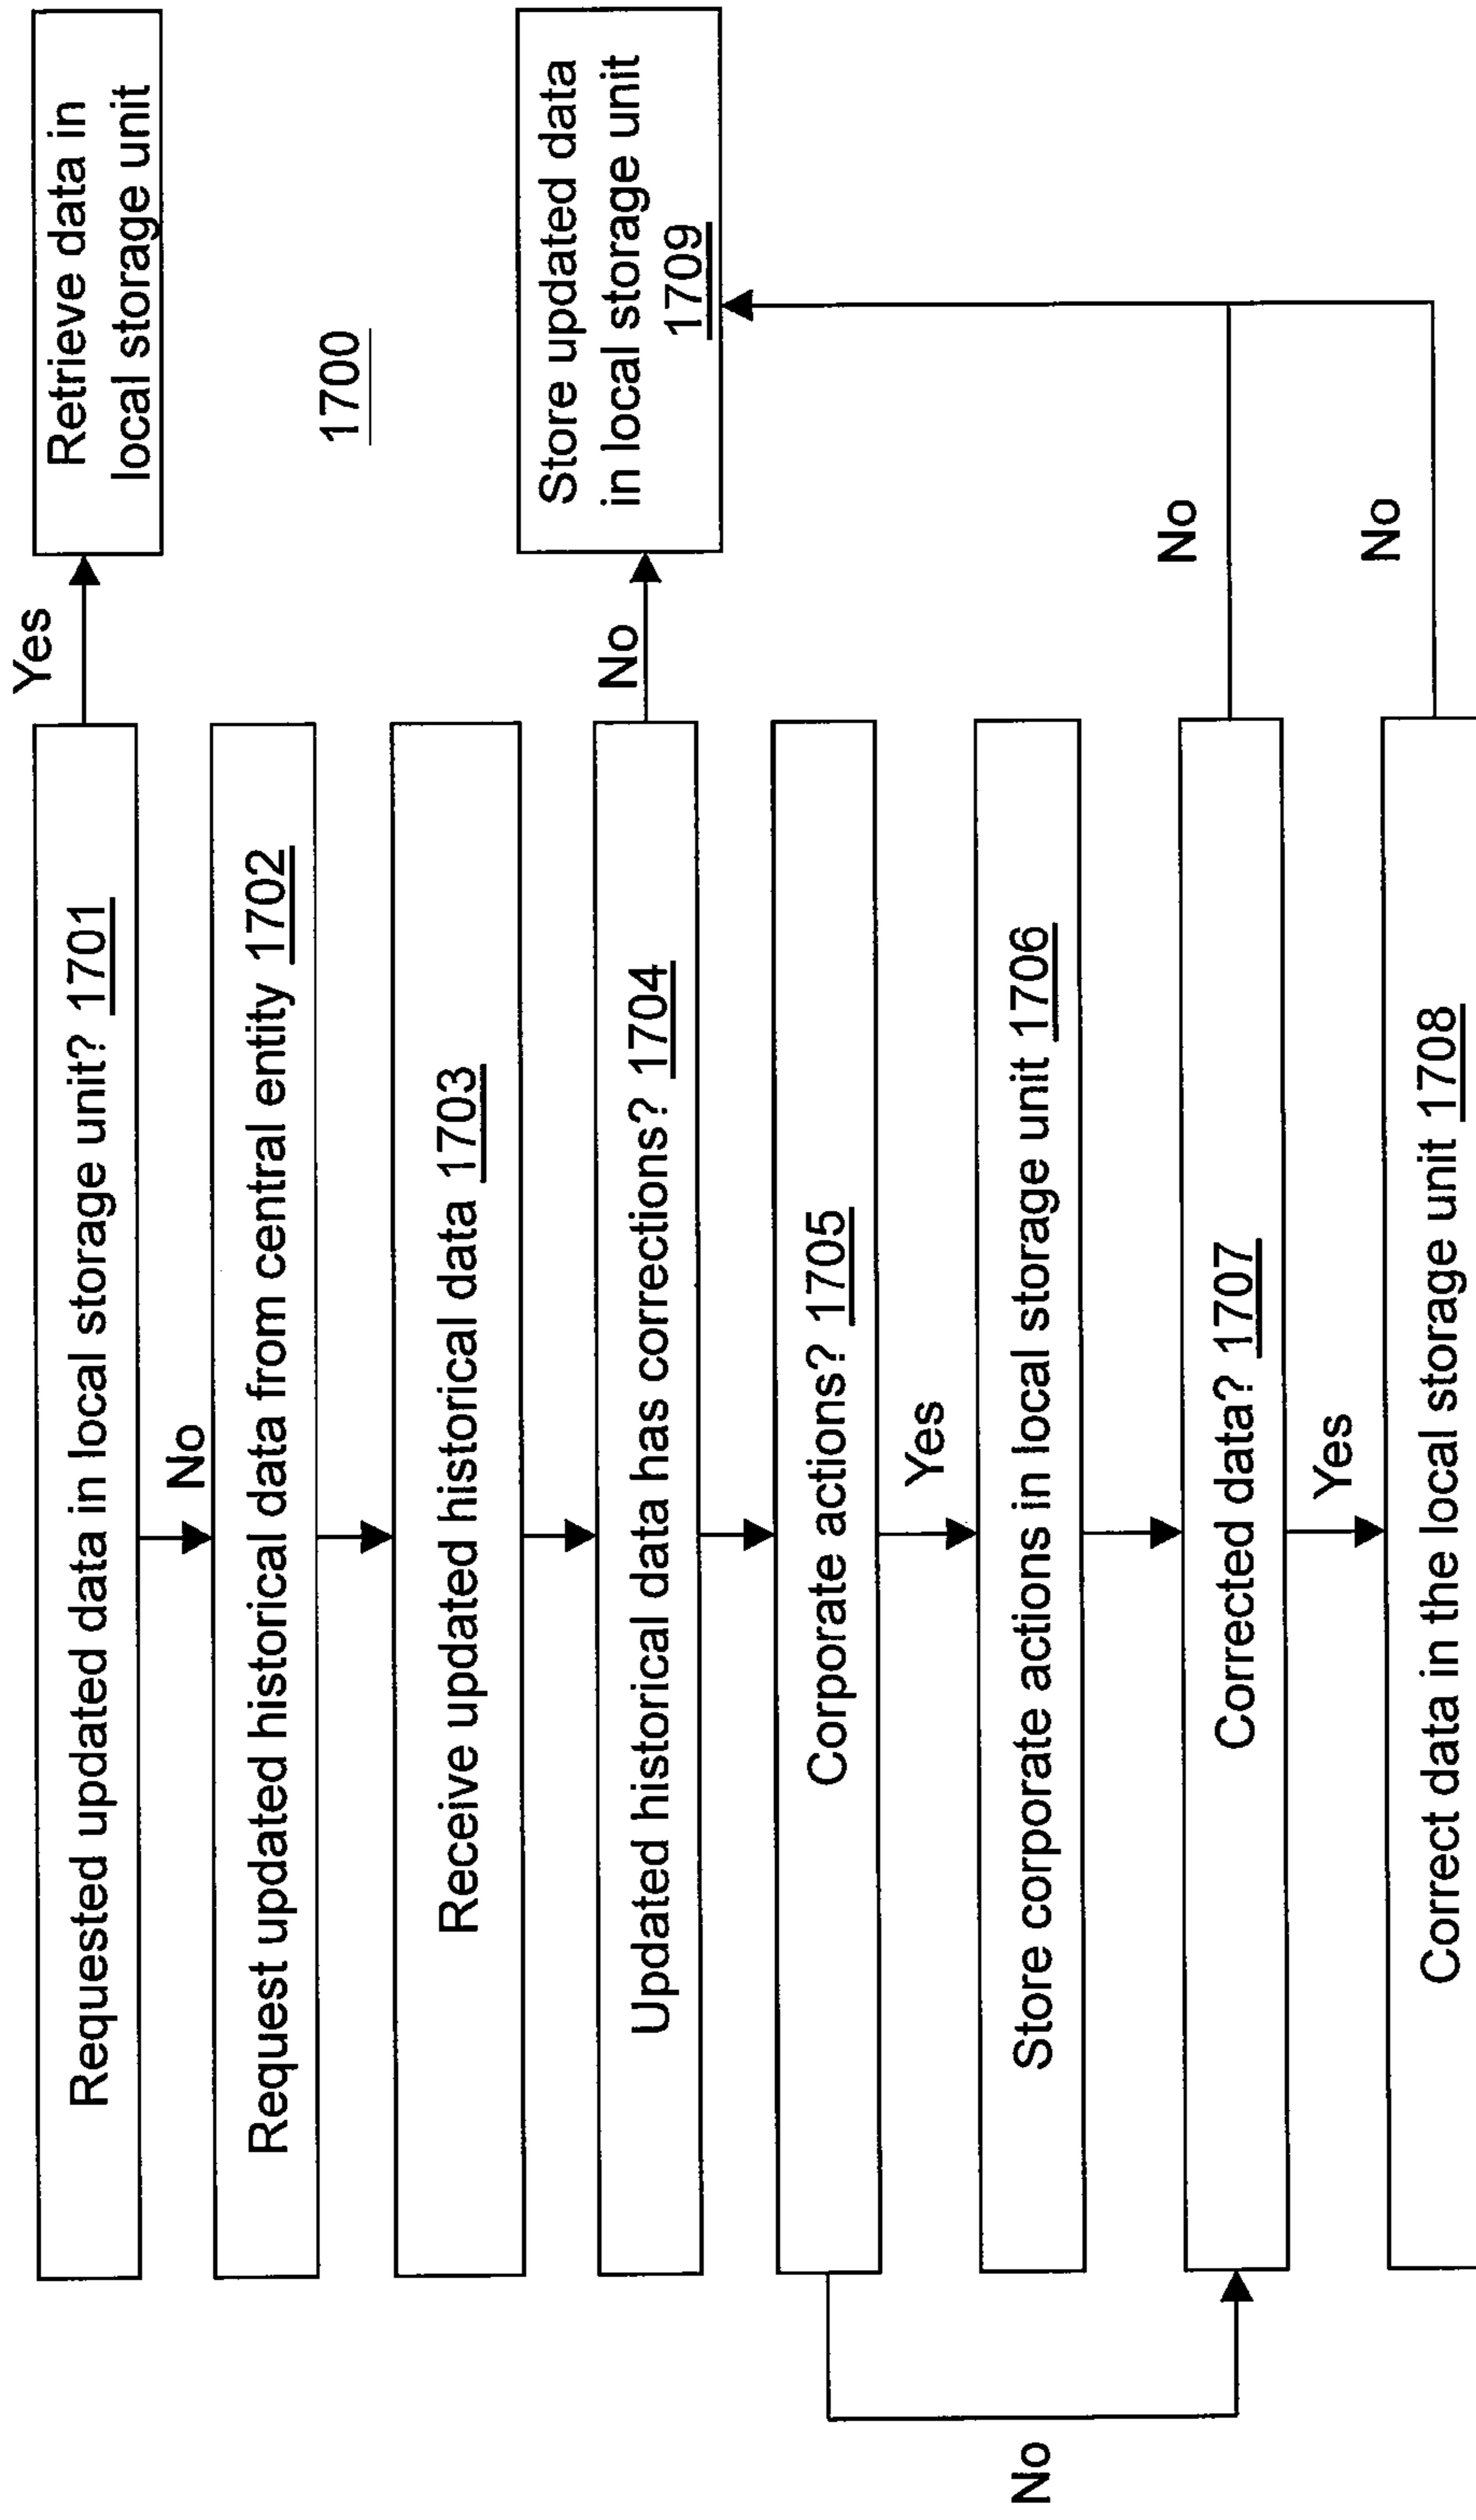 Requested updated data in local storage unit? 1701
Yes
Retrieve data in
local storage unit
No
Request updated historical data from central entity 1702
1700
Receive updated historical data 1703
Updated historical data has corrections? 1704
No
Store updated data
in local storage unit
1709
Corporate actions? 1705
Yes
No
Store corporate actions in local storage unit 1706
Corrected data? 1707
No
Yes
Correct data in the local storage unit 1708
No